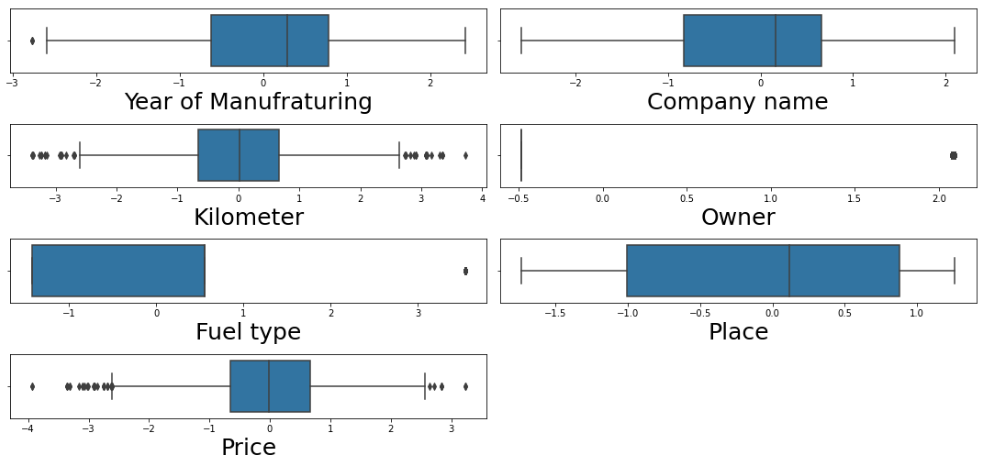 −3 −2 −1 0 1 2
Year of Manufraturing
−2 −1 0 1 2
Company name
−3 −2 −1 0 1 2 3 4
Kilometer
−0.5 0.0 0.5 1.0 1.5 2.0
Owner
−1 0 1 2 3
Fuel type
−1.5 −1.0 −0.5 0.0 0.5 1.0
Place
−4 −3 −2 −1 0 1 2 3
Price